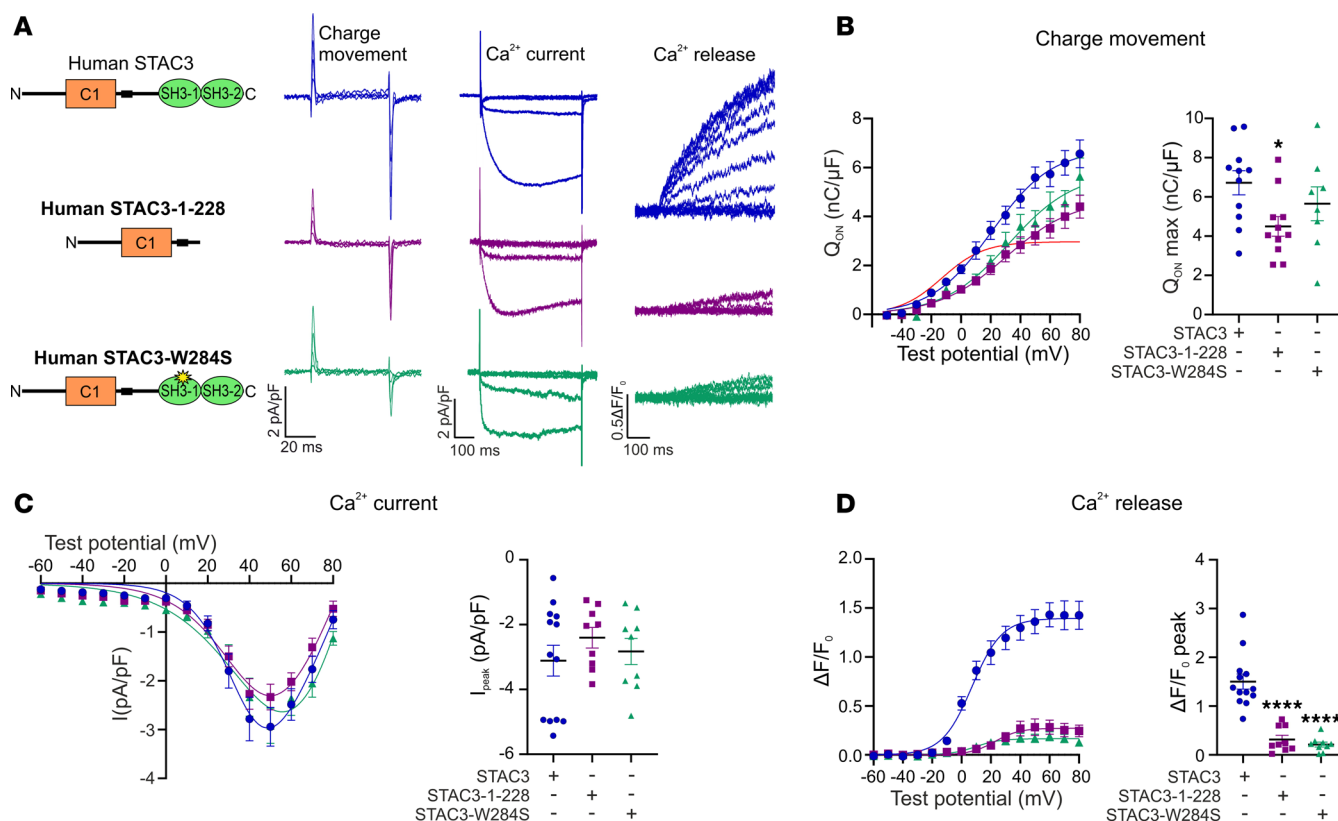 A
Human STAC3
N
C1
SH3-1
SH3-2
C
Charge
movement
Ca²⁺ current
Ca²⁺ release
Human STAC3-1-228
N
C1
Human STAC3-W284S
N
C1
SH3-1
SH3-2
C
2 pA/pF
20 ms
2 pA/pF
100 ms
0.5ΔF/F₀
100 ms
B
Charge movement
Q_ON (nC/µF)
8
6
4
2
0
-40 -20 0 20 40 60 80
Test potential (mV)
Q_ON max (nC/µF)
10
8
6
4
2
0
*
STAC3 + - -
STAC3-1-228 - + -
STAC3-W284S - - +
C
Ca²⁺ current
Test potential (mV)
-60 -40 -20 0 20 40 60 80
I(pA/pF)
-1
-2
-3
-4
I_peak (pA/pF)
0
-2
-4
-6
STAC3 + - -
STAC3-1-228 - + -
STAC3-W284S - - +
D
Ca²⁺ release
ΔF/F₀
2.0
1.5
1.0
0.5
0.0
-60 -40 -20 0 20 40 60 80
Test potential (mV)
ΔF/F₀ peak
4
3
2
1
0
****
****
STAC3 + - -
STAC3-1-228 - + -
STAC3-W284S - - +